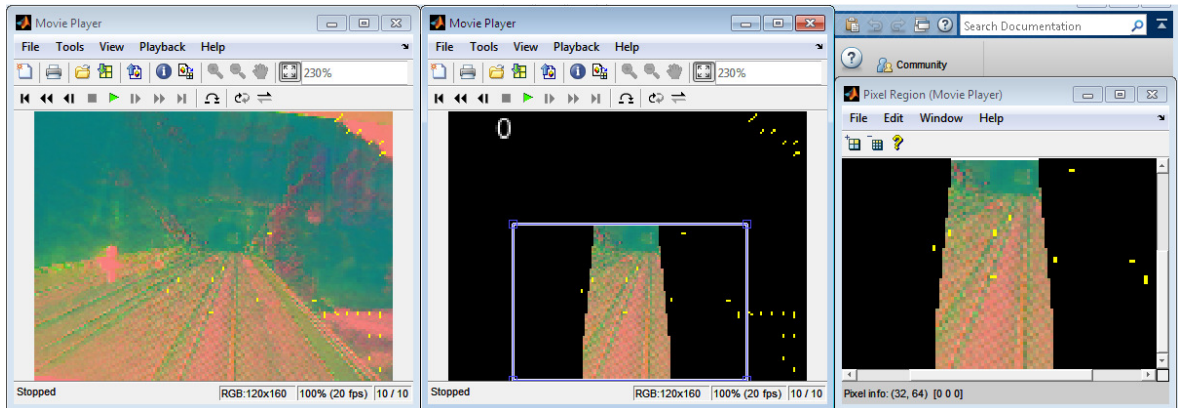 Movie Player
File Tools View Playback Help
230%
0
Stopped
RGB:120x160 100% (20 fps) 10 / 10
Movie Player
File Tools View Playback Help
230%
Stopped
RGB:120x160 100% (20 fps) 10 / 10
Search Documentation
Community
Pixel Region (Movie Player)
File Edit Window Help
Pixel info: (32, 64) [0 0 0]